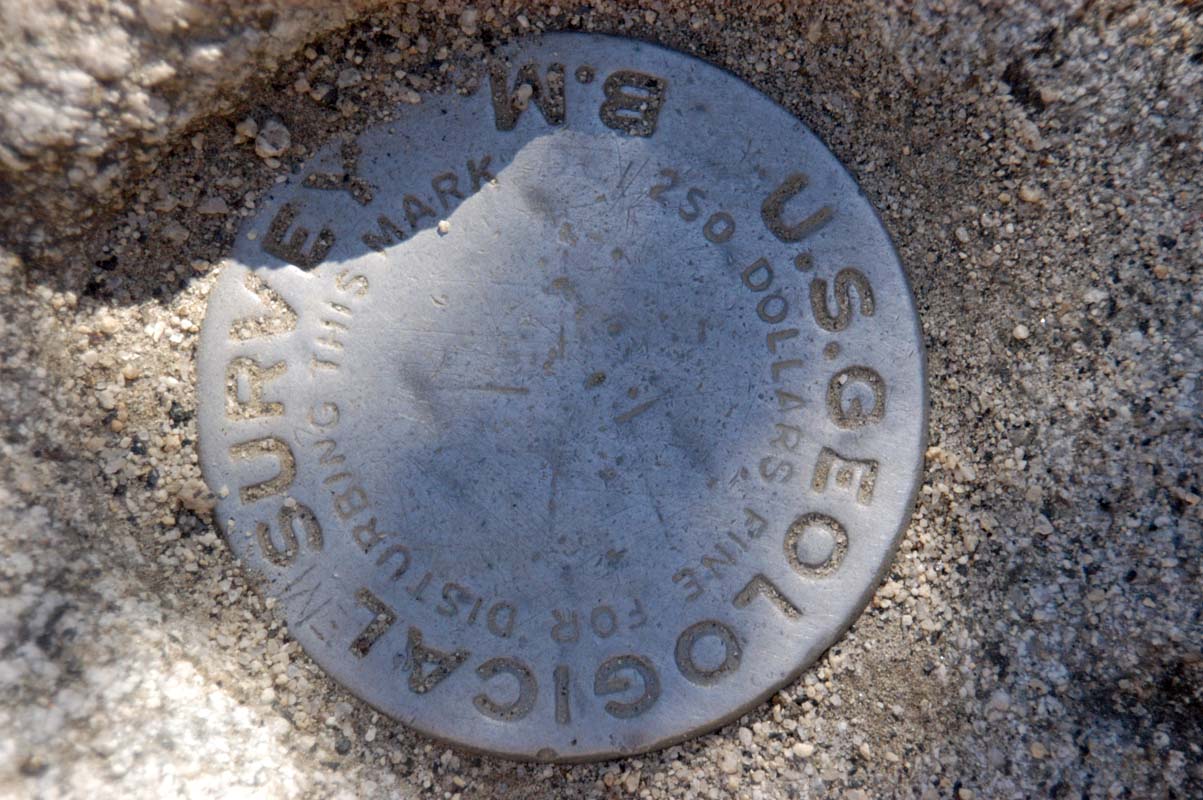 U.S. GEOLOGICAL SURVEY B.M.
250 DOLLARS FINE FOR DISTURBING THIS MARK